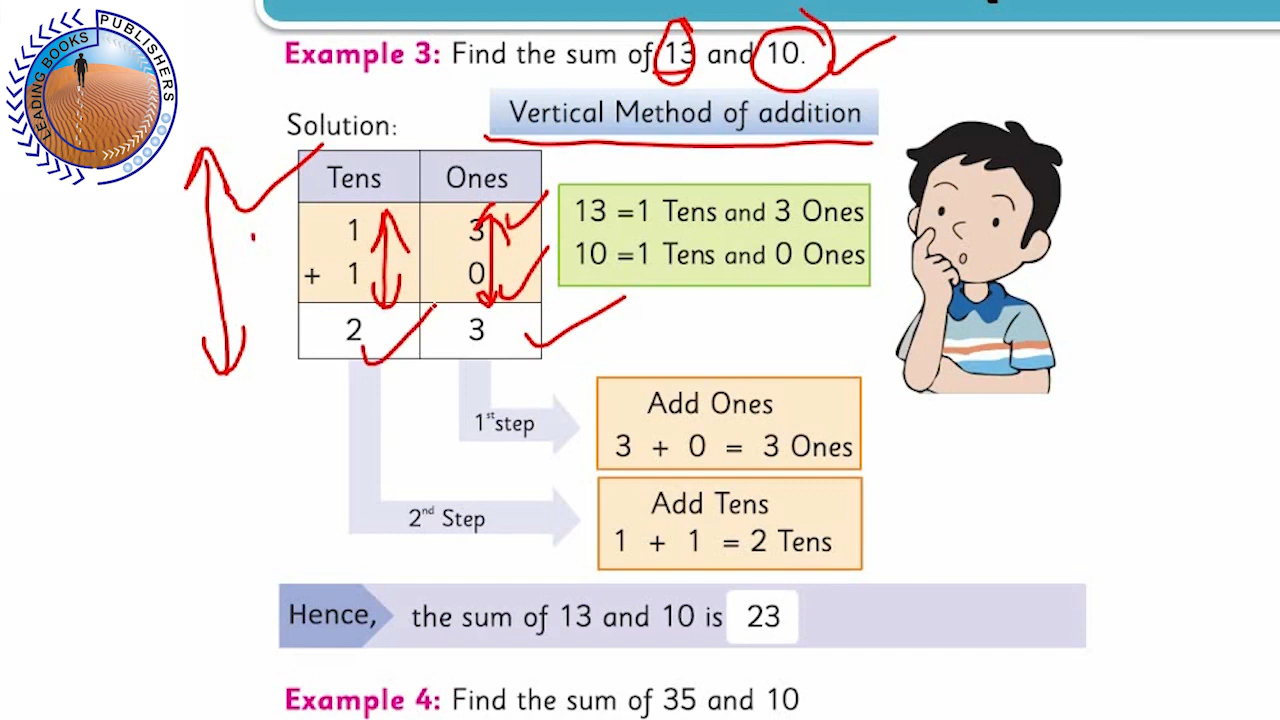 LEADING BOOKS PUBLISHERS
Example 3: Find the sum of 13 and 10.
Vertical Method of addition
Solution:
Tens Ones
1 3
+ 1 0
2 3
13 =1 Tens and 3 Ones
10 =1 Tens and 0 Ones
1st step
Add Ones
3 + 0 = 3 Ones
2nd Step
Add Tens
1 + 1 = 2 Tens
Hence, the sum of 13 and 10 is 23
Example 4: Find the sum of 35 and 10